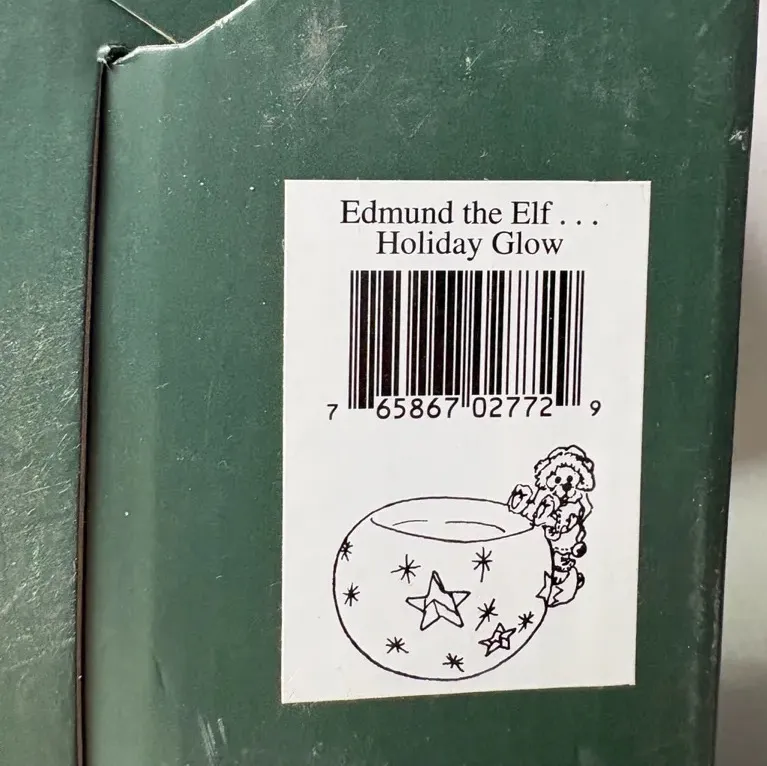 Edmund the Elf . . .
Holiday Glow
7 65867 02772 9